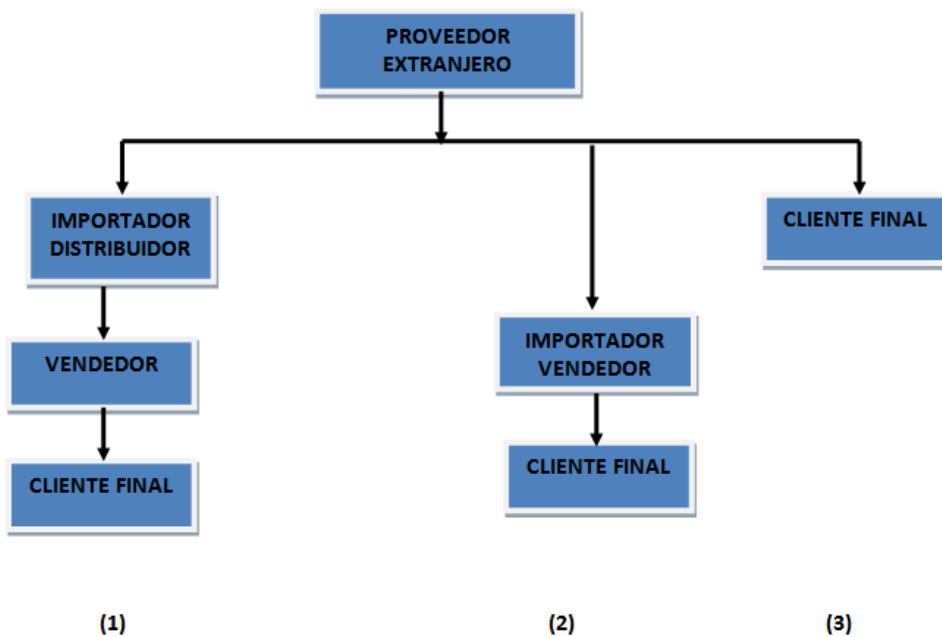 PROVEEDOR
EXTRANJERO
IMPORTADOR
DISTRIBUIDOR
VENDEDOR
CLIENTE FINAL
IMPORTADOR
VENDEDOR
CLIENTE FINAL
CLIENTE FINAL
(1)
(2)
(3)